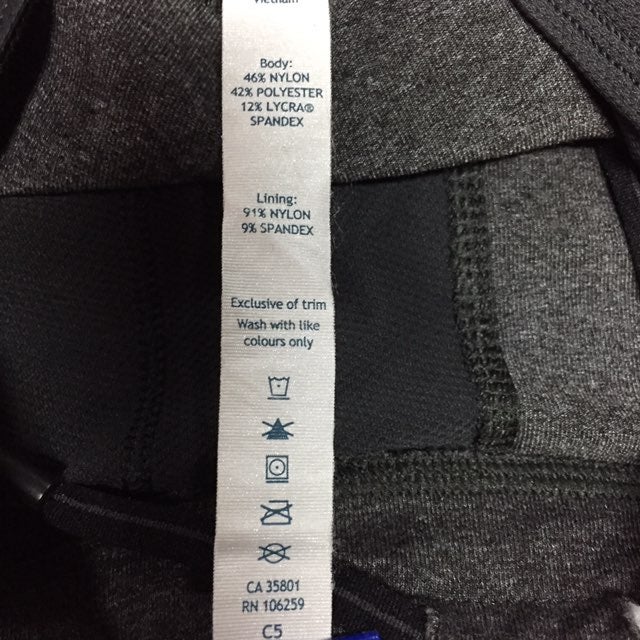 Vietnam
Body:
46% NYLON
42% POLYESTER
12% LYCRA®
SPANDEX
Lining:
91% NYLON
9% SPANDEX
Exclusive of trim
Wash with like
colours only
CA 35801
RN 106259
C5